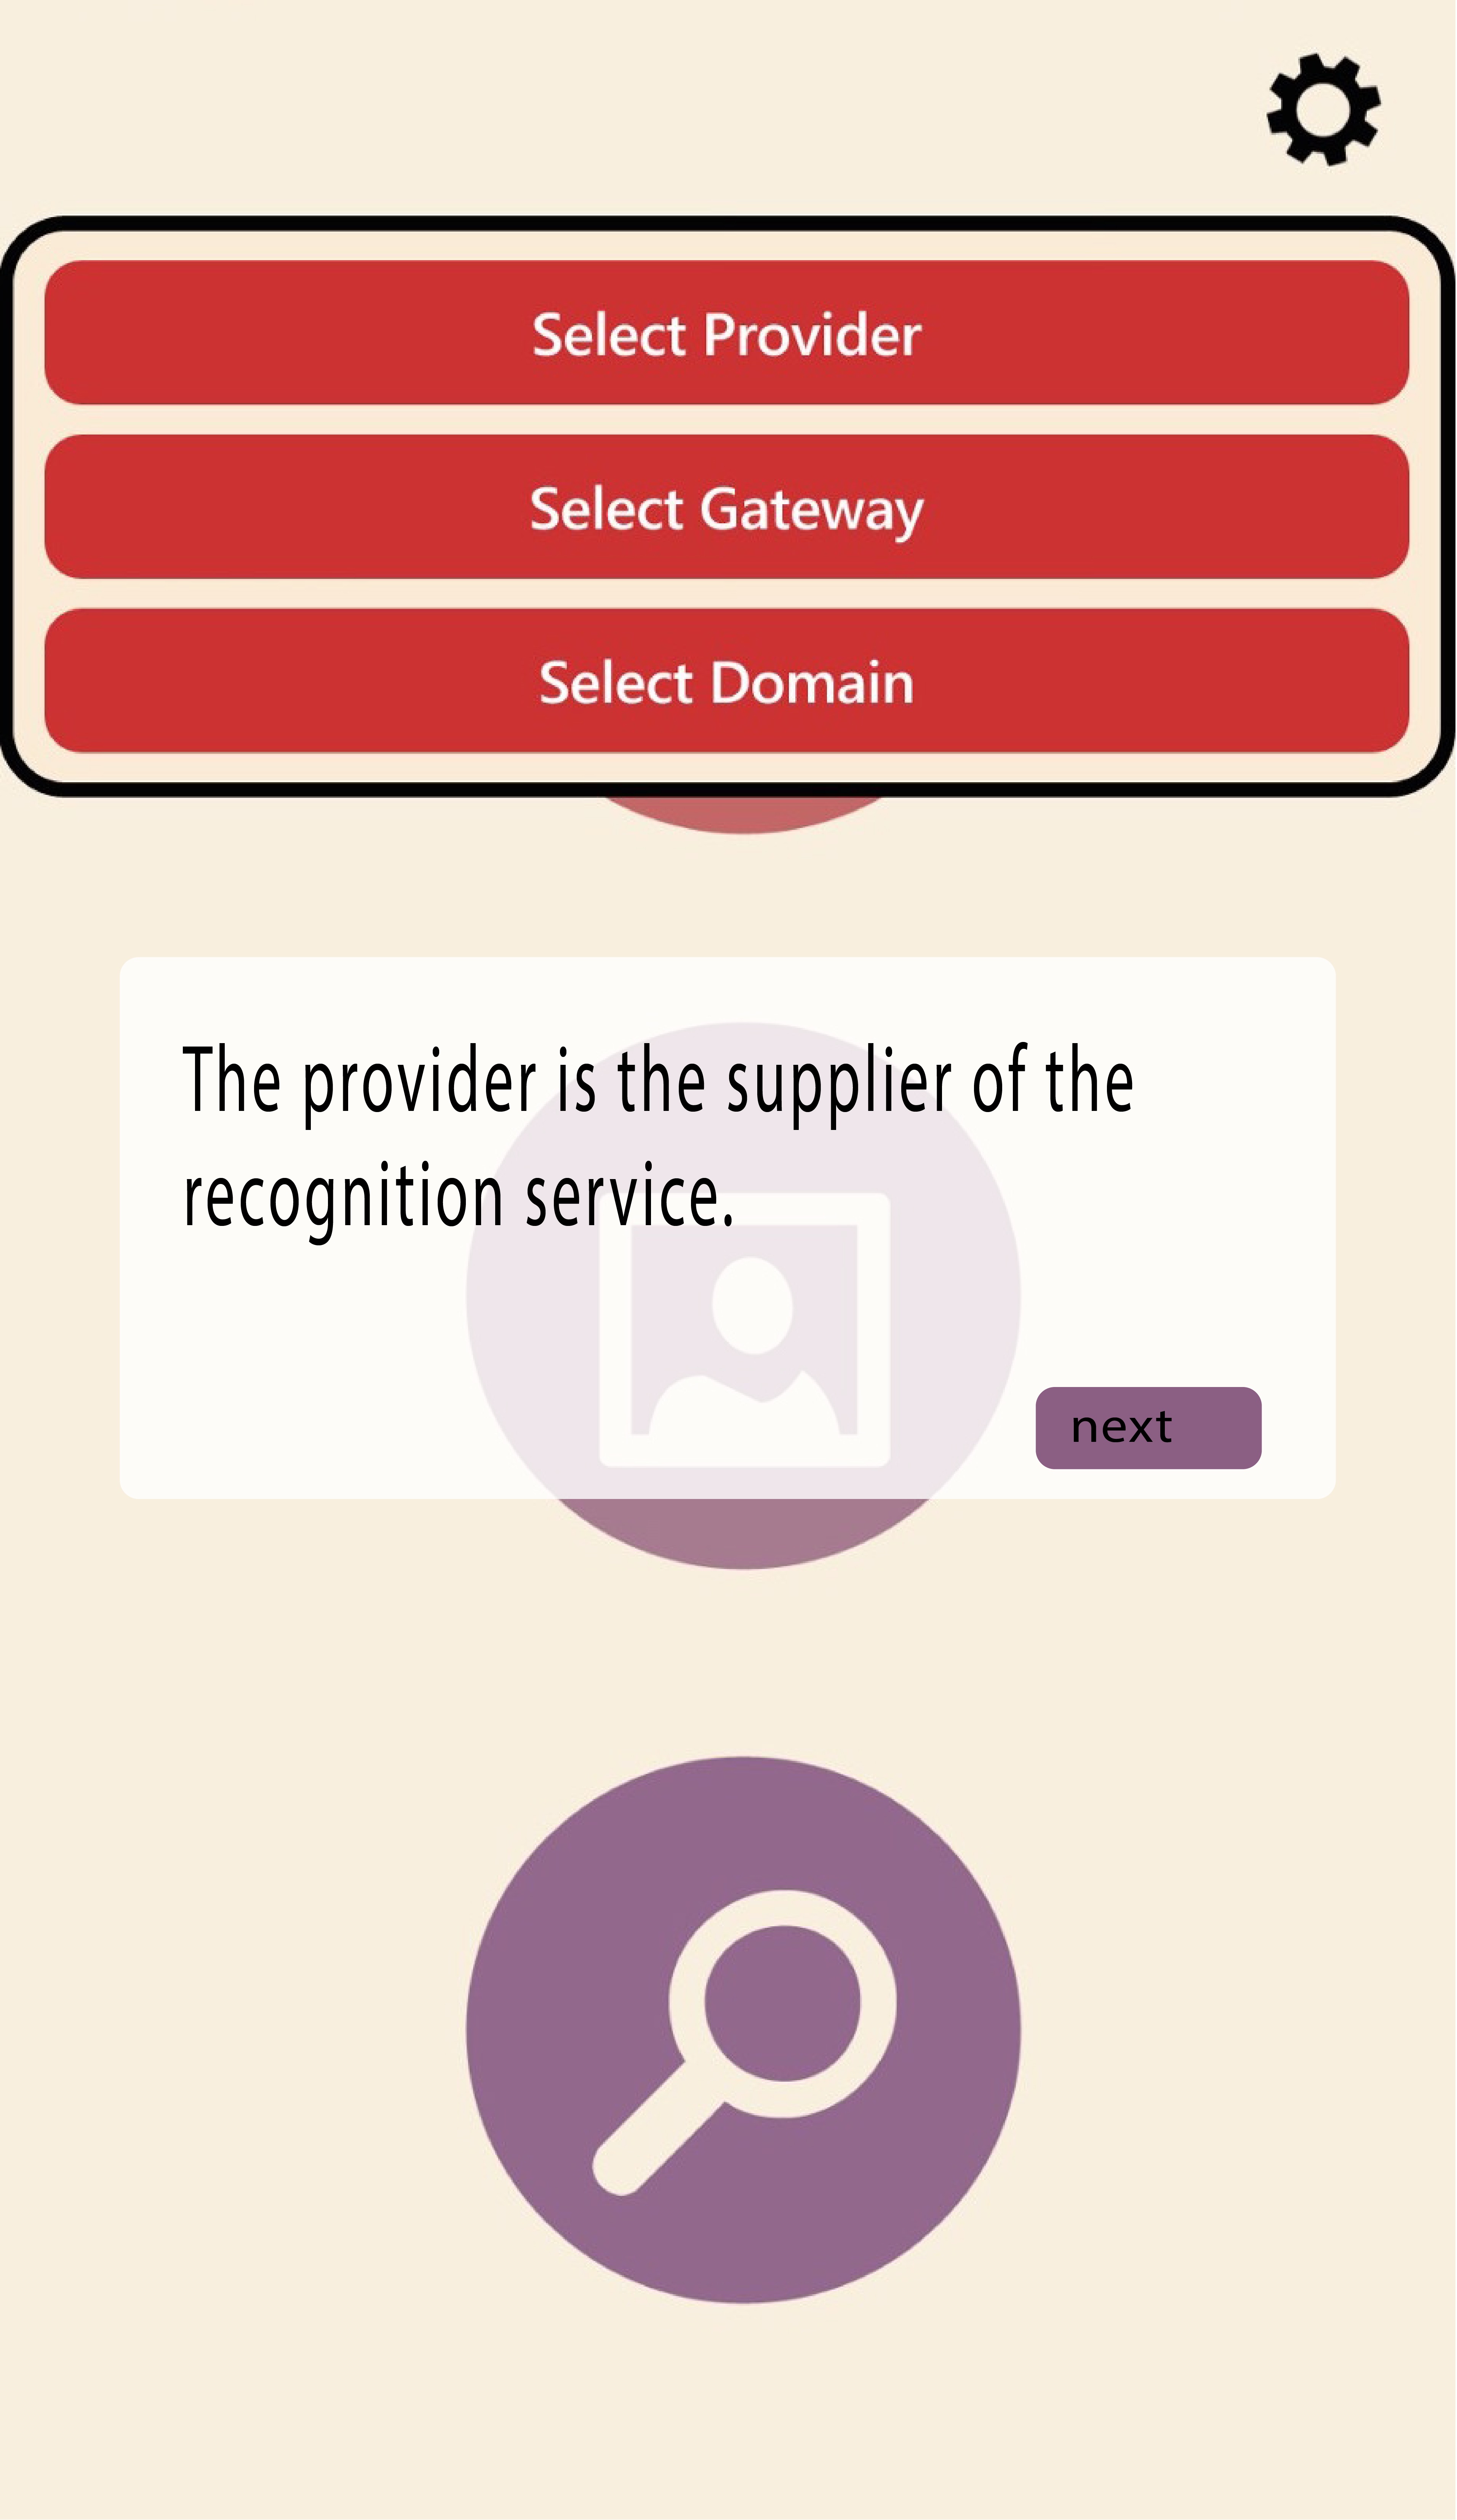 Select Provider
Select Gateway
Select Domain
The provider is the supplier of the
recognition service.
next